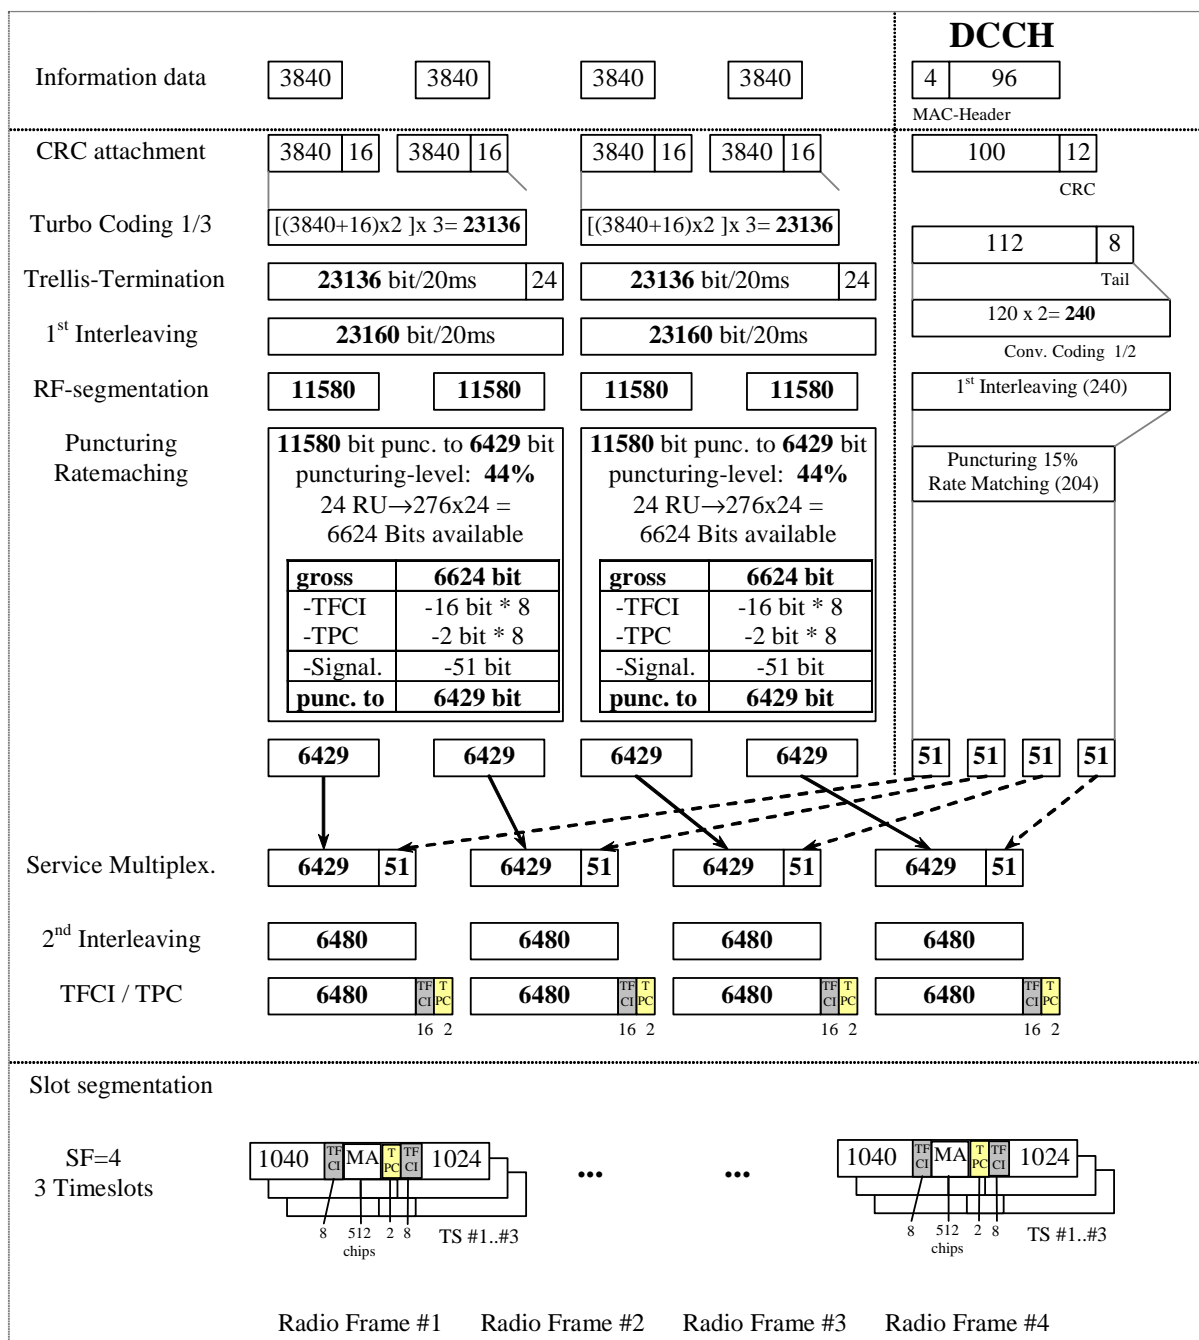 DCCH
Information data 3840 3840 3840 3840 4 96
MAC-Header
CRC attachment 3840 16 3840 16 3840 16 3840 16 100 12
CRC
Turbo Coding 1/3 [(3840+16)x2 ]x 3= 23136 [(3840+16)x2 ]x 3= 23136
112 8
Trellis-Termination 23136 bit/20ms 24 23136 bit/20ms 24
Tail
120 x 2= 240
1st Interleaving 23160 bit/20ms 23160 bit/20ms
Conv. Coding 1/2
RF-segmentation 11580 11580 11580 11580 1st Interleaving (240)
Puncturing
Ratemaching
11580 bit punc. to 6429 bit
puncturing-level: 44%
24 RU→276x24 =
6624 Bits available
gross 6624 bit
-TFCI -16 bit * 8
-TPC -2 bit * 8
-Signal. -51 bit
punc. to 6429 bit
11580 bit punc. to 6429 bit
puncturing-level: 44%
24 RU→276x24 =
6624 Bits available
gross 6624 bit
-TFCI -16 bit * 8
-TPC -2 bit * 8
-Signal. -51 bit
punc. to 6429 bit
Puncturing 15%
Rate Matching (204)
6429 6429 6429 6429 51 51 51 51
Service Multiplex. 6429 51 6429 51 6429 51 6429 51
2nd Interleaving 6480 6480 6480 6480
TFCI / TPC 6480 TF CI T PC 6480 TF CI T PC 6480 TF CI T PC 6480 TF CI T PC
16 2 16 2 16 2 16 2
Slot segmentation
SF=4
3 Timeslots
1040 TF CI MA T PC TF CI 1024
8 512 2 8 TS #1..#3
chips
... ...
1040 TF CI MA T PC TF CI 1024
8 512 2 8 TS #1..#3
chips
Radio Frame #1 Radio Frame #2 Radio Frame #3 Radio Frame #4